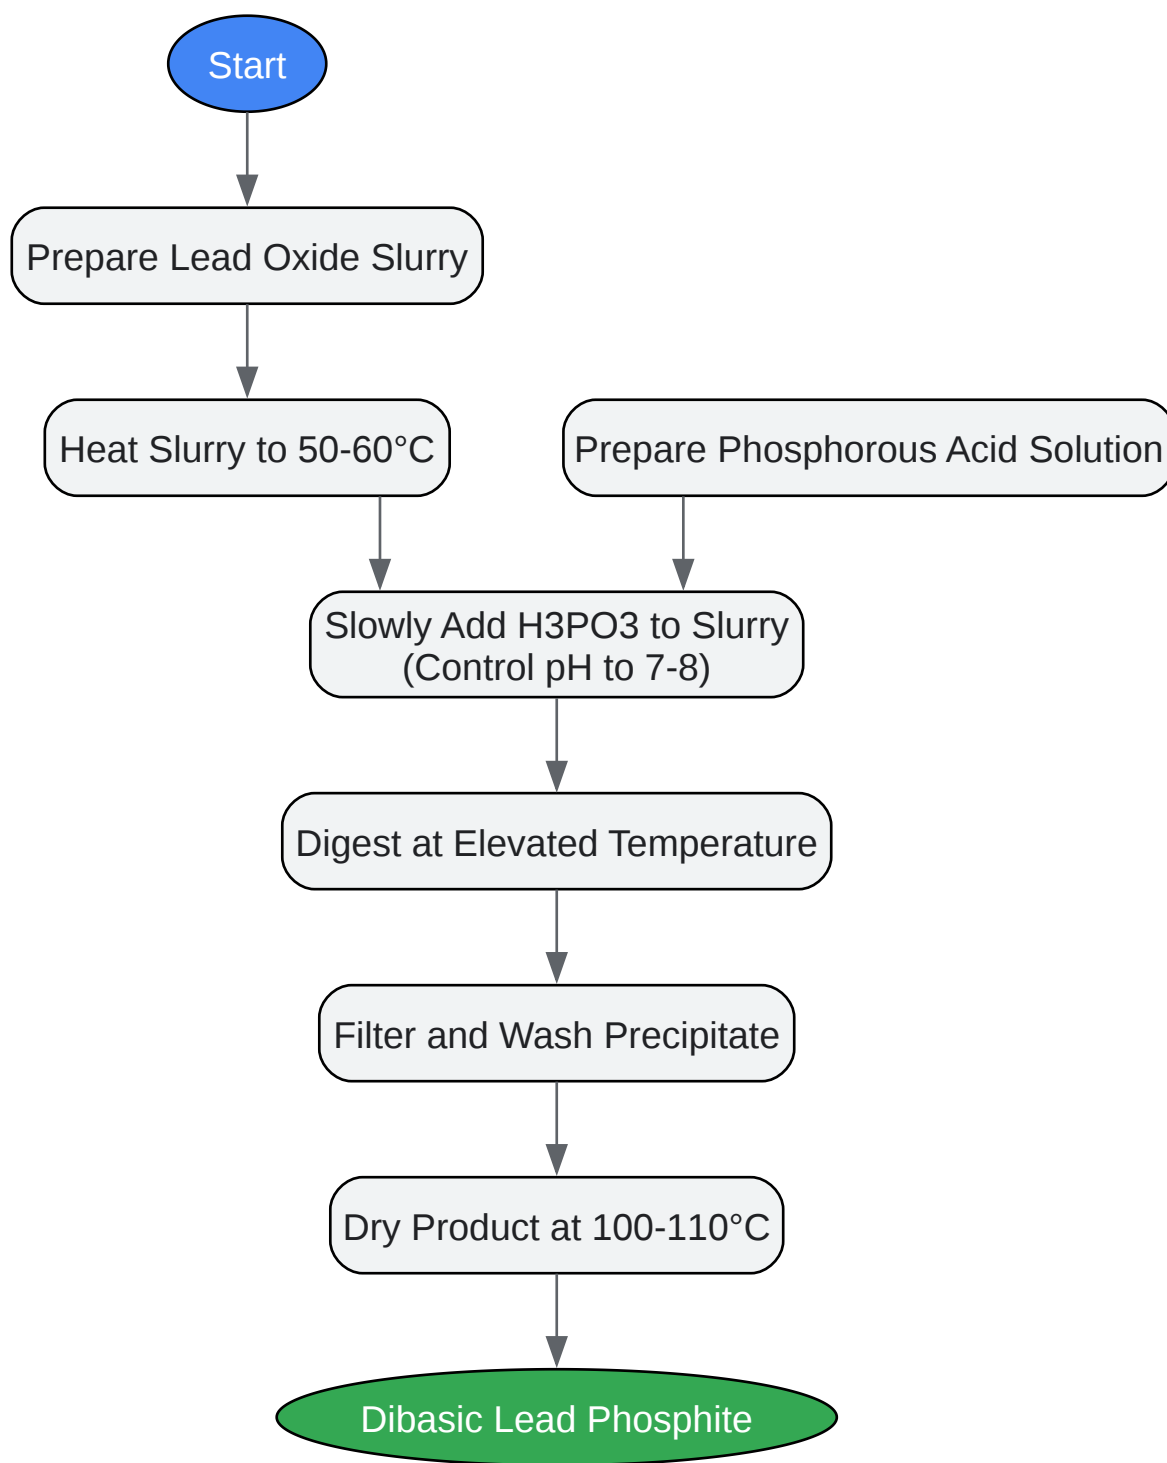 Start
Prepare Lead Oxide Slurry
Heat Slurry to 50-60°C
Prepare Phosphorous Acid Solution
Slowly Add H3PO3 to Slurry
(Control pH to 7-8)
Digest at Elevated Temperature
Filter and Wash Precipitate
Dry Product at 100-110°C
Dibasic Lead Phosphite